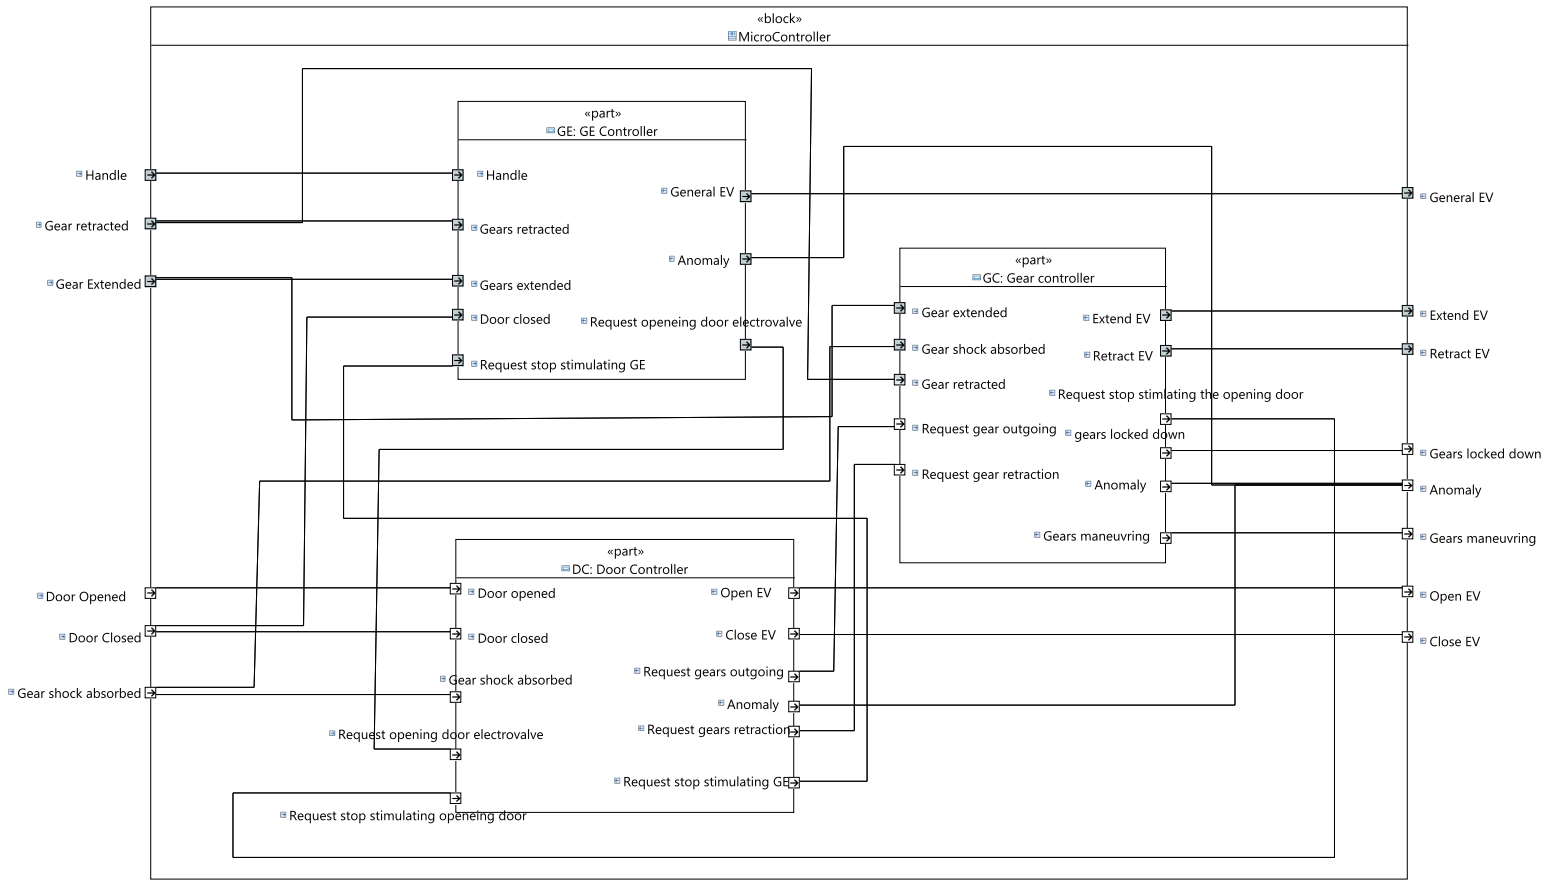 «block»
MicroController
«part»
GE: GE Controller
Handle
Handle
General EV
General EV
Gear retracted
Gears retracted
Anomaly
«part»
GC: Gear controller
Gear Extended
Gears extended
Door closed
Request openeing door electrovalve
Gear extended
Extend EV
Extend EV
Gear shock absorbed
Retract EV
Retract EV
Request stop stimulating GE
Gear retracted
Request stop stimlating the opening door
Request gear outgoing
gears locked down
Gears locked down
Request gear retraction
Anomaly
Anomaly
Gears maneuvring
Gears maneuvring
«part»
DC: Door Controller
Door Opened
Door opened
Open EV
Open EV
Door Closed
Door closed
Close EV
Close EV
Gear shock absorbed
Gear shock absorbed
Request gears outgoing
Anomaly
Request opening door electrovalve
Request gears retraction
Request stop stimulating GE
Request stop stimulating openeing door